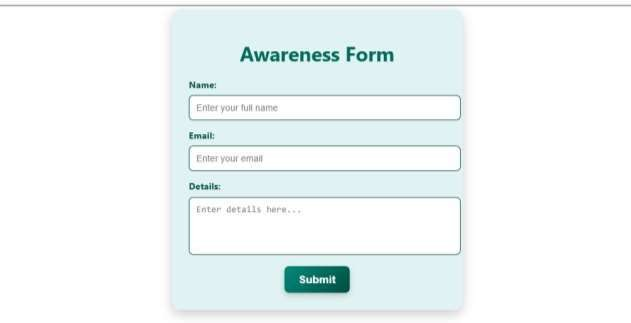 Awareness Form
Name:
Enter your full name
Email:
Enter your email
Details:
Enter details here...
Submit